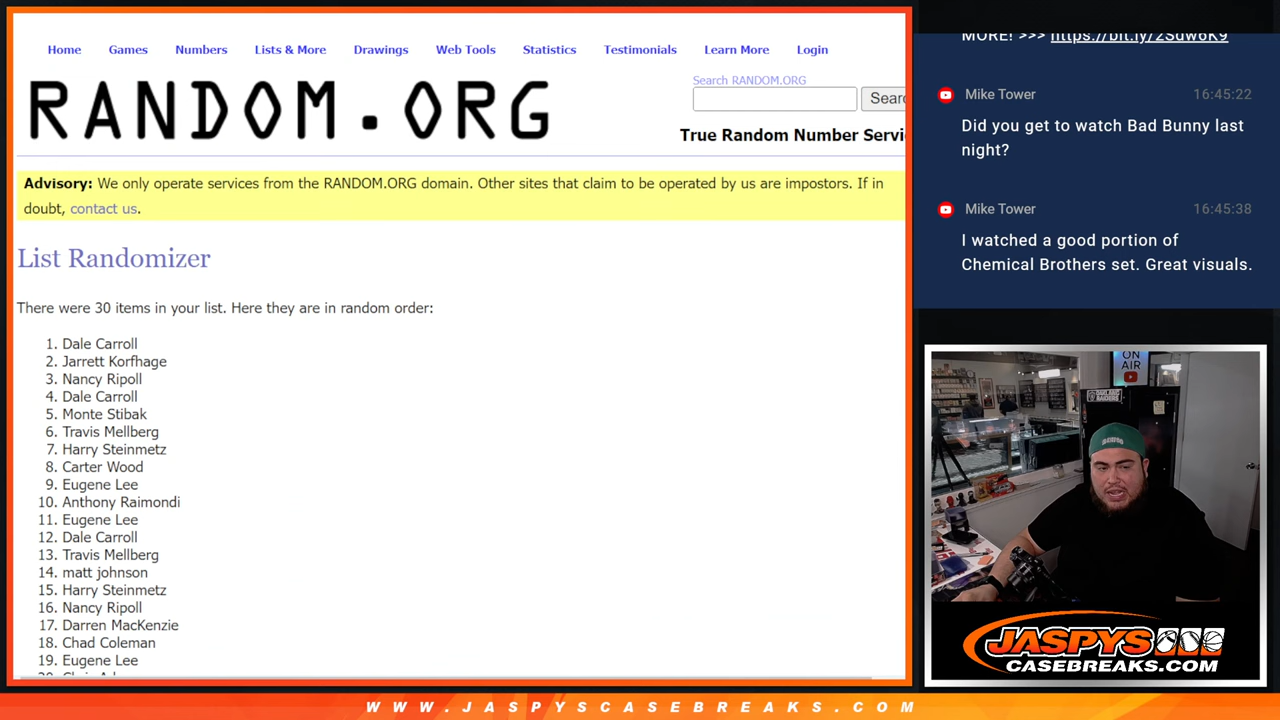 Home Games Numbers Lists & More Drawings Web Tools Statistics Testimonials Learn More Login
RANDOM.ORG
Search RANDOM.ORG
Sear
True Random Number Servi
Advisory: We only operate services from the RANDOM.ORG domain. Other sites that claim to be operated by us are impostors. If in
doubt, contact us.
List Randomizer
There were 30 items in your list. Here they are in random order:
1. Dale Carroll
2. Jarrett Korfhage
3. Nancy Ripoll
4. Dale Carroll
5. Monte Stibak
6. Travis Mellberg
7. Harry Steinmetz
8. Carter Wood
9. Eugene Lee
10. Anthony Raimondi
11. Eugene Lee
12. Dale Carroll
13. Travis Mellberg
14. matt johnson
15. Harry Steinmetz
16. Nancy Ripoll
17. Darren MacKenzie
18. Chad Coleman
19. Eugene Lee
MORE! >>> https://bit.ly/2Sdw6K9
Mike Tower 16:45:22
Did you get to watch Bad Bunny last
night?
Mike Tower 16:45:38
I watched a good portion of
Chemical Brothers set. Great visuals.
ON
AIR
JASPYS
CASEBREAKS.COM
WWW.JASPYSCASEBREAKS.COM